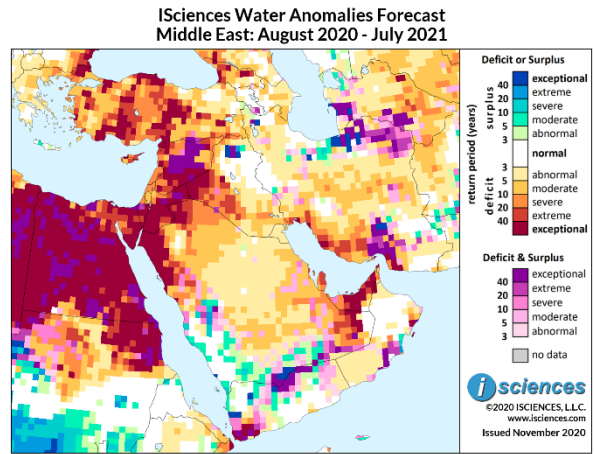 ISciences Water Anomalies Forecast
Middle East: August 2020 - July 2021
Deficit or Surplus
return period (years)
surplus
deficit
40 exceptional
20 extreme
10 severe
5 moderate
3 abnormal
normal
3 abnormal
5 moderate
10 severe
20 extreme
40 exceptional
Deficit & Surplus
40 exceptional
20 extreme
10 severe
5 moderate
3 abnormal
no data
i sciences
©2020 ISCIENCES, L.L.C.
www.isciences.com
Issued November 2020